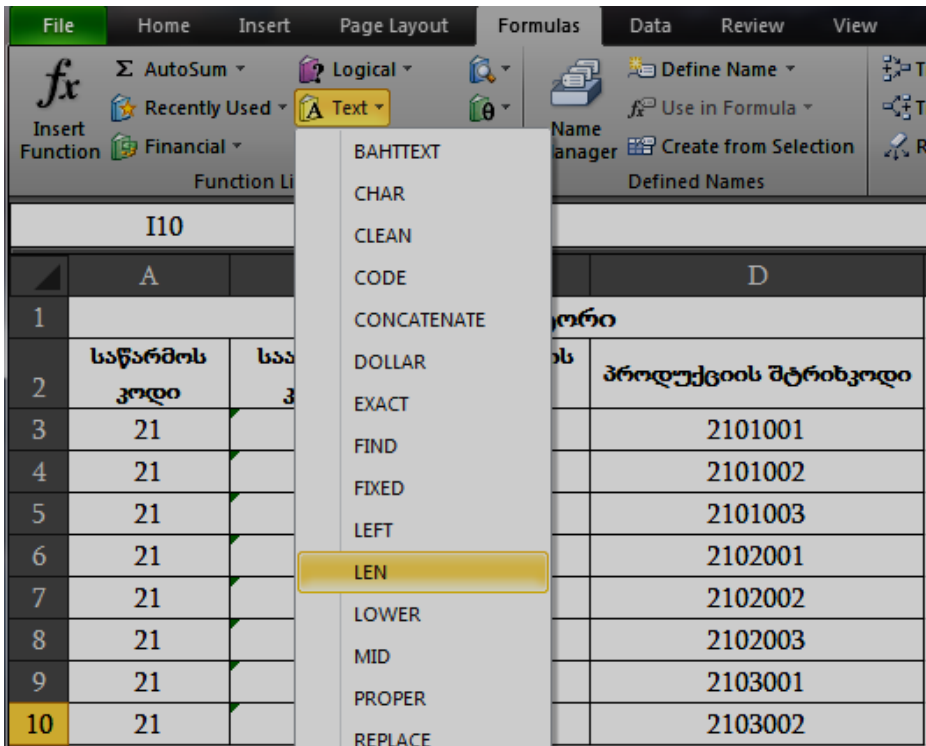 File Home Insert Page Layout Formulas Data Review View
fx Σ AutoSum Logical Define Name
Recently Used Text Use in Formula
Insert Function Financial Name Create from Selection
Defined Names
BAHTTEXT
I10
CHAR
CLEAN
CODE
CONCATENATE
DOLLAR
EXACT
FIND
FIXED
LEFT
LEN
LOWER
MID
PROPER
REPLACE
A D
1
2 საწარმოს კოდი პროდუქციის შტრიხკოდი
3 21 2101001
4 21 2101002
5 21 2101003
6 21 2102001
7 21 2102002
8 21 2102003
9 21 2103001
10 21 2103002